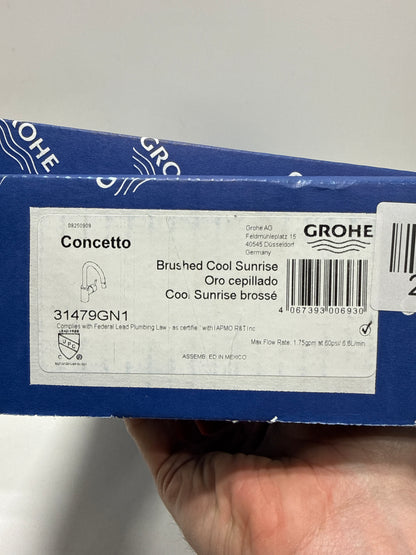 GROHE
GROHE
08250909
Concetto
Grohe AG
Feldmühleplatz 15
40545 Düsseldorf
Germany
GROHE
Brushed Cool Sunrise
Oro cepillado
Cool Sunrise brossé
4 067393 006930
31479GN1
Complies with Federal Lead Plumbing Law - as certified with IAPMO R&T Inc
UPC
Max Flow Rate: 1.75gpm at 60psi/ 6.6L/min
ASSEMBLED IN MEXICO
2